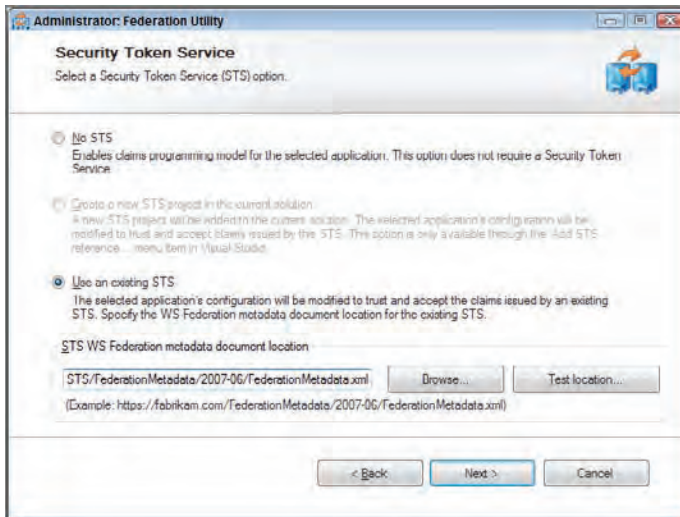 Administrator: Federation Utility
Security Token Service
Select a Security Token Service (STS) option.
No STS
Enables claims programming model for the selected application. This option does not require a Security Token
Service.
Create a new STS project in the current solution
A new STS project will be added to the current solution. The selected application's configuration will be
modified to trust and accept claims issued by this STS. This option is only available through the 'Add STS
reference...' menu item in Visual Studio.
Use an existing STS
The selected application's configuration will be modified to trust and accept the claims issued by an existing
STS. Specify the WS Federation metadata document location for the existing STS.
STS WS Federation metadata document location
STS/FederationMetadata/2007-06/FederationMetadata.xml
Browse...
Test location...
(Example: https://fabrikam.com/FederationMetadata/2007-06/FederationMetadata.xml)
< Back
Next >
Cancel